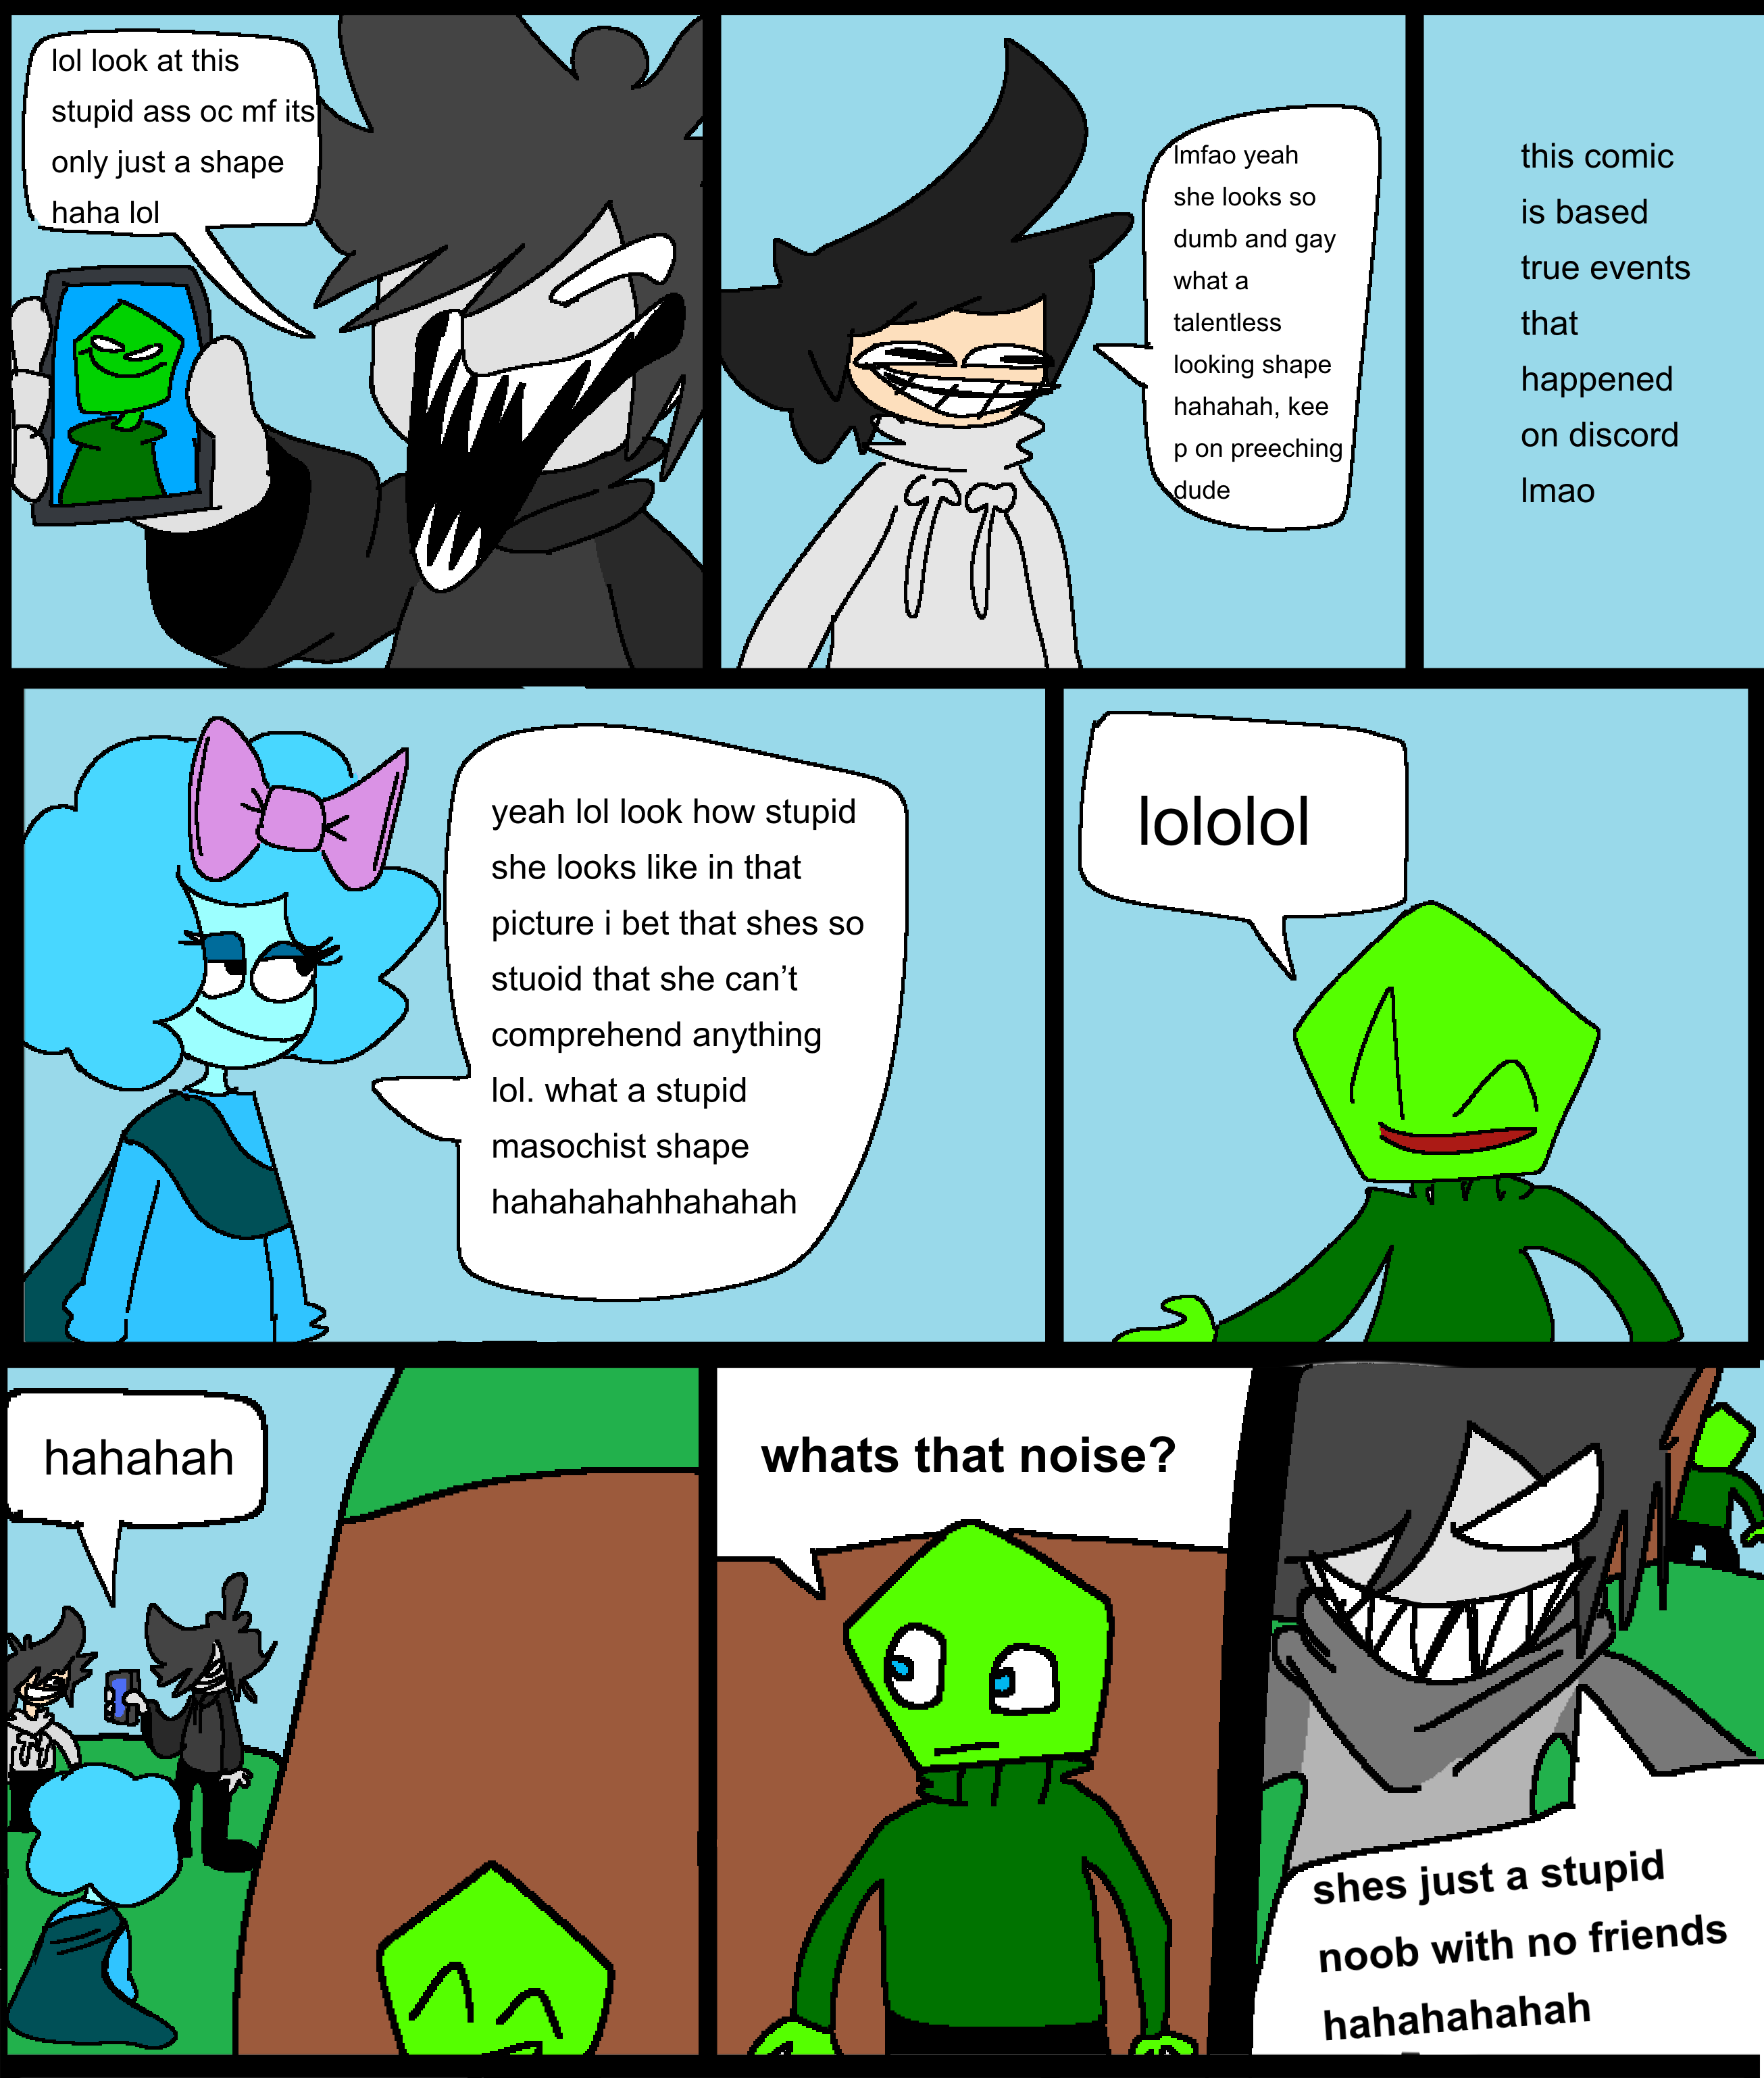 lol look at this
stupid ass oc mf its
only just a shape
haha lol
lmfao yeah
she looks so
dumb and gay
what a
talentless
looking shape
hahahah, kee
p on preeching
dude
this comic
is based
true events
that
happened
on discord
lmao
yeah lol look how stupid
she looks like in that
picture i bet that shes so
stuoid that she can’t
comprehend anything
lol. what a stupid
masochist shape
hahahahahhahahah
lololol
hahahah
whats that noise?
shes just a stupid
noob with no friends
hahahahahah